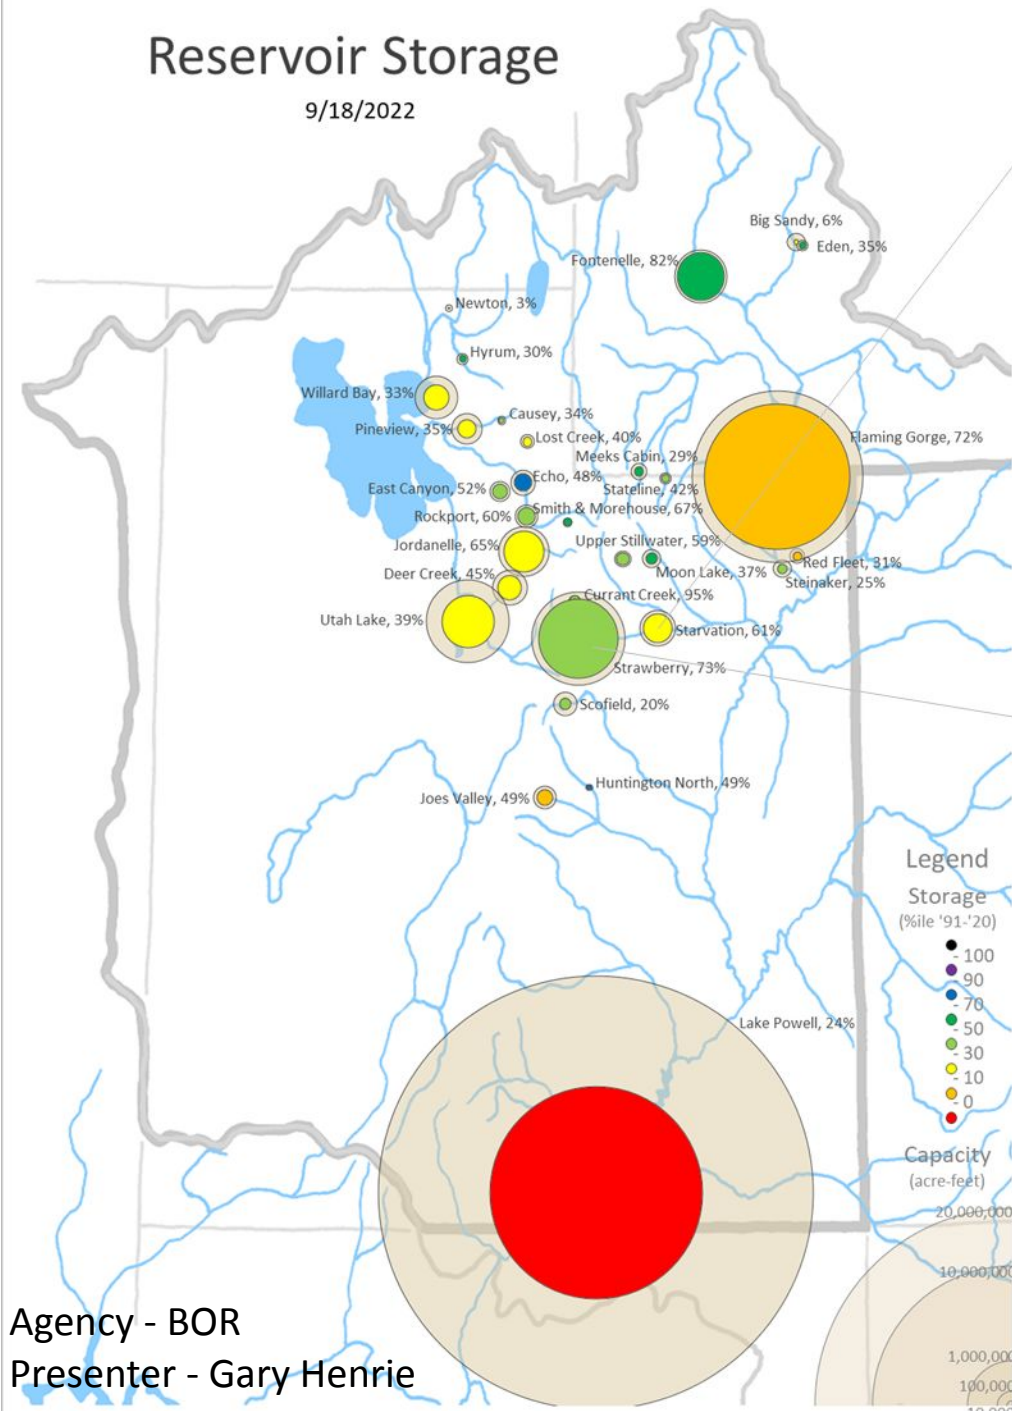 Reservoir Storage
9/18/2022
Big Sandy, 6%
Eden, 35%
Fontenelle, 82%
Newton, 3%
Hyrum, 30%
Willard Bay, 33%
Causey, 34%
Pineview, 35%
Lost Creek, 40%
Flaming Gorge, 72%
Meeks Cabin, 29%
Echo, 48%
East Canyon, 52%
Stateline, 42%
Smith & Morehouse, 67%
Rockport, 60%
Upper Stillwater, 59%
Jordanelle, 65%
Red Fleet, 31%
Moon Lake, 37%
Deer Creek, 45%
Steinaker, 25%
Currant Creek, 95%
Utah Lake, 39%
Starvation, 61%
Strawberry, 73%
Scofield, 20%
Huntington North, 49%
Joes Valley, 49%
Legend
Storage
(%ile '91-'20)
- 100
- 90
- 70
- 50
- 30
- 10
- 0
Lake Powell, 24%
Capacity
(acre-feet)
20,000,000
10,000,000
1,000,000
100,000
Agency - BOR
Presenter - Gary Henrie